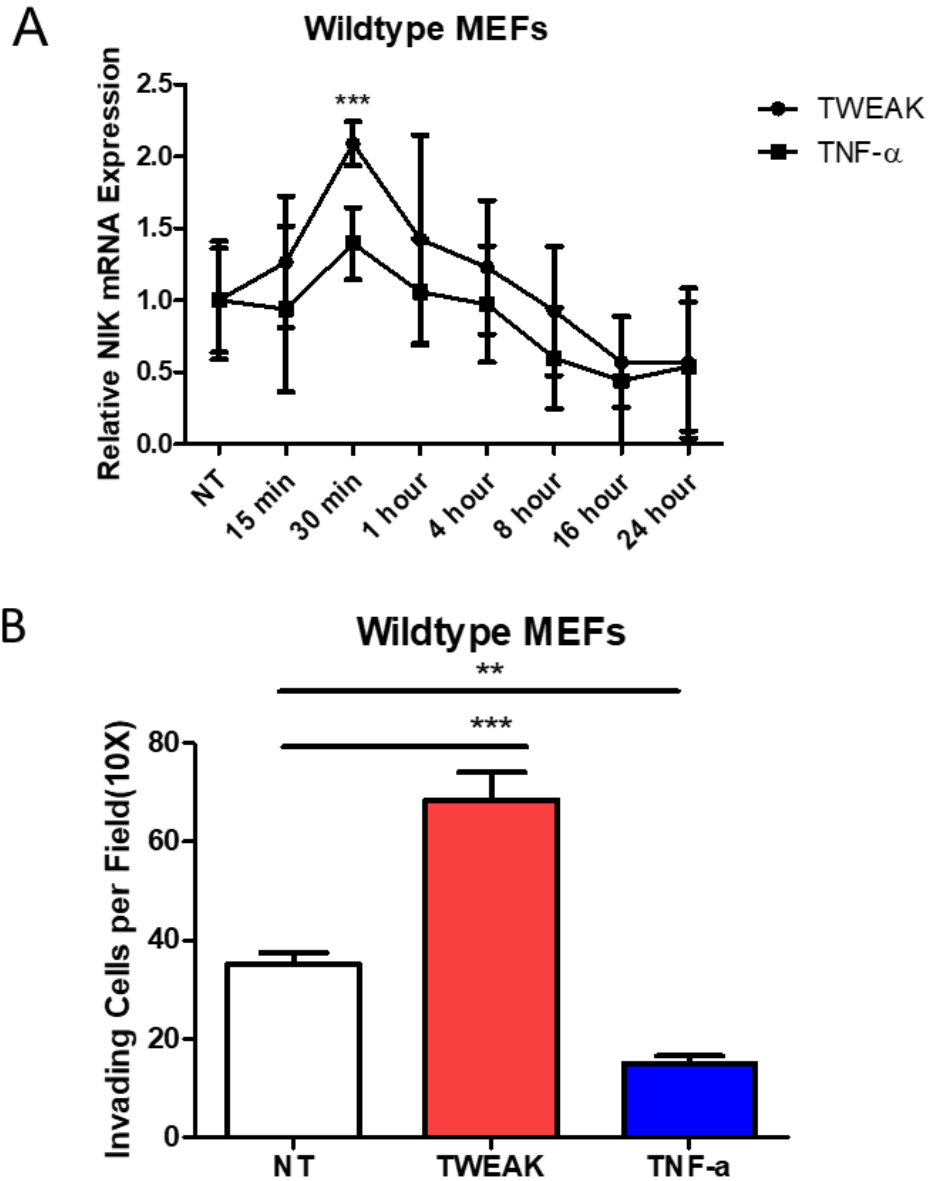 A
Wildtype MEFs
Relative NIK mRNA Expression
2.5
2.0
1.5
1.0
0.5
0.0
***
TWEAK
TNF-α
NT
15 min
30 min
1 hour
4 hour
8 hour
16 hour
24 hour
B
Wildtype MEFs
**
***
Invading Cells per Field(10X)
80
60
40
20
0
NT
TWEAK
TNF-a